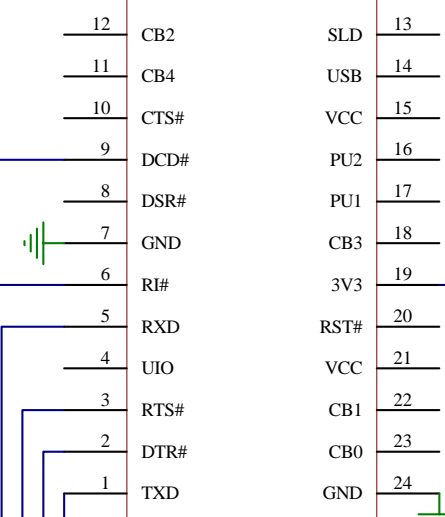 12 CB2 SLD 13
11 CB4 USB 14
10 CTS# VCC 15
9 DCD# PU2 16
8 DSR# PU1 17
7 GND CB3 18
6 RI# 3V3 19
5 RXD RST# 20
4 UIO VCC 21
3 RTS# CB1 22
2 DTR# CB0 23
1 TXD GND 24